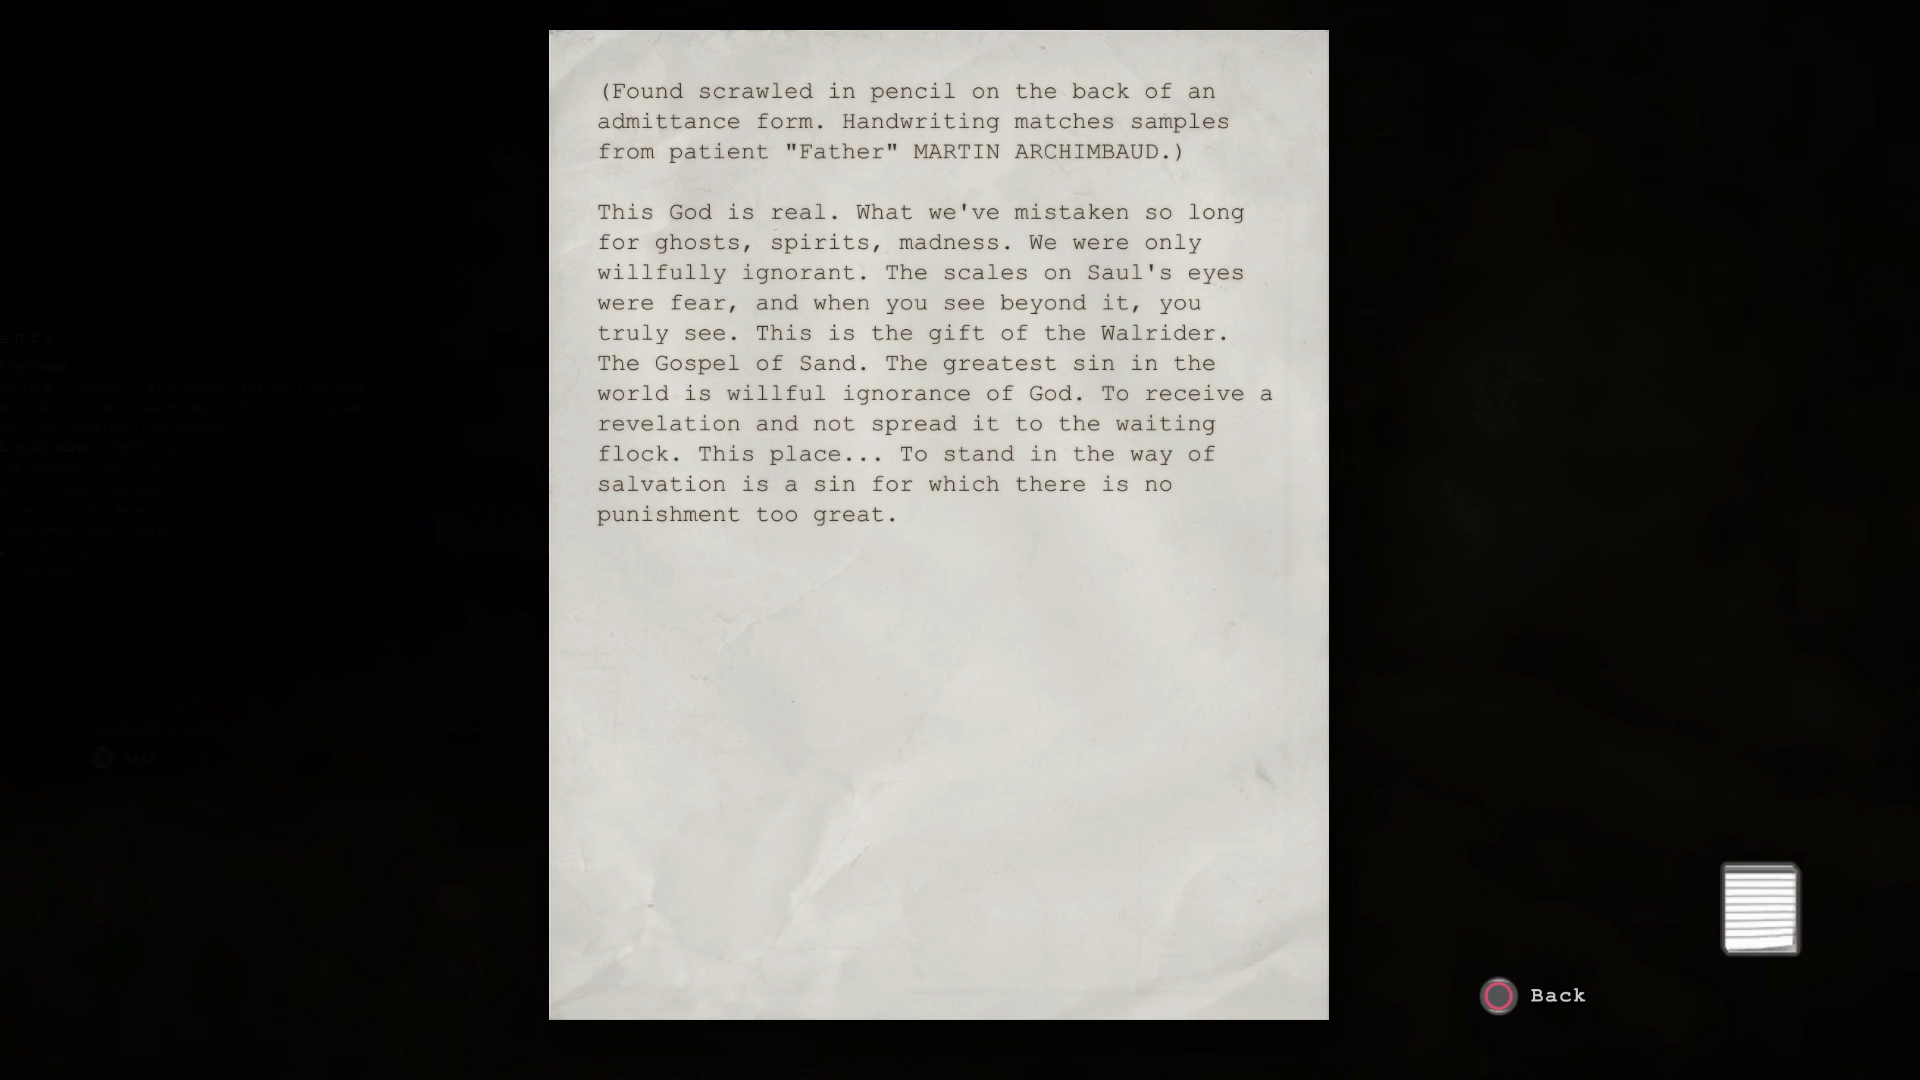 (Found scrawled in pencil on the back of an
admittance form. Handwriting matches samples
from patient "Father" MARTIN ARCHIMBAUD.)
This God is real. What we've mistaken so long
for ghosts, spirits, madness. We were only
willfully ignorant. The scales on Saul's eyes
were fear, and when you see beyond it, you
truly see. This is the gift of the Walrider.
The Gospel of Sand. The greatest sin in the
world is willful ignorance of God. To receive a
revelation and not spread it to the waiting
flock. This place... To stand in the way of
salvation is a sin for which there is no
punishment too great.
Back
Back